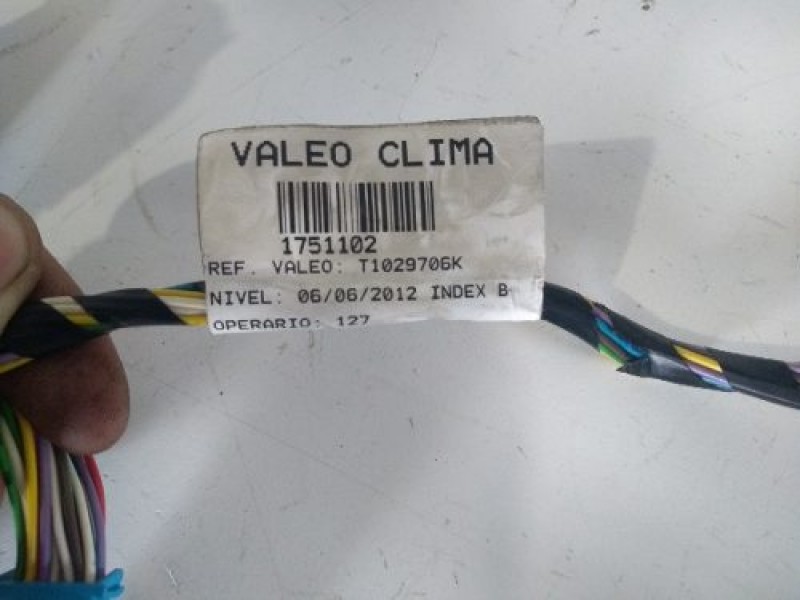 VALEO CLIMA
1751102
REF. VALEO: T1029706K
NIVEL: 06/06/2012 INDEX B
OPERARIO: 127